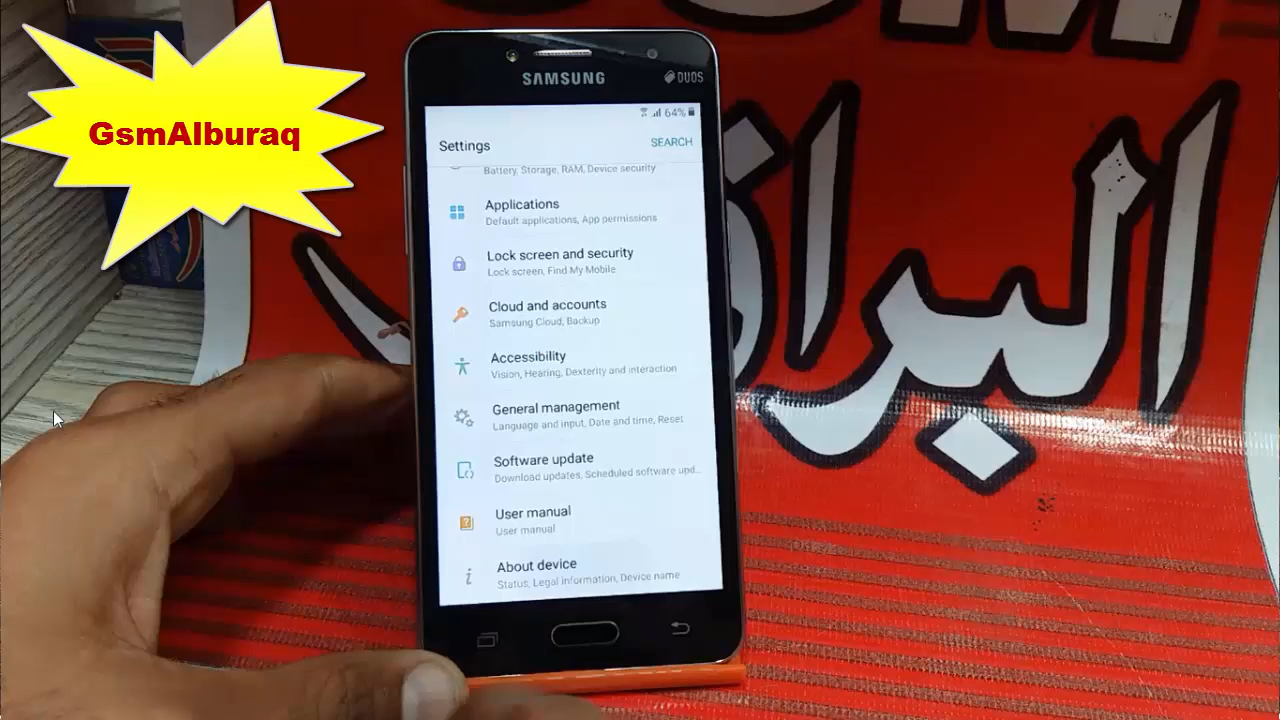 GsmAlburaq
GSM
البراق
SAMSUNG
DUOS
64%
Settings
SEARCH
Battery, Storage, RAM, Device security
Applications
Default applications, App permissions
Lock screen and security
Lock screen, Find My Mobile
Cloud and accounts
Samsung Cloud, Backup
Accessibility
Vision, Hearing, Dexterity and interaction
General management
Language and input, Date and time, Reset
Software update
Download updates, Scheduled software upd...
User manual
User manual
About device
Status, Legal information, Device name